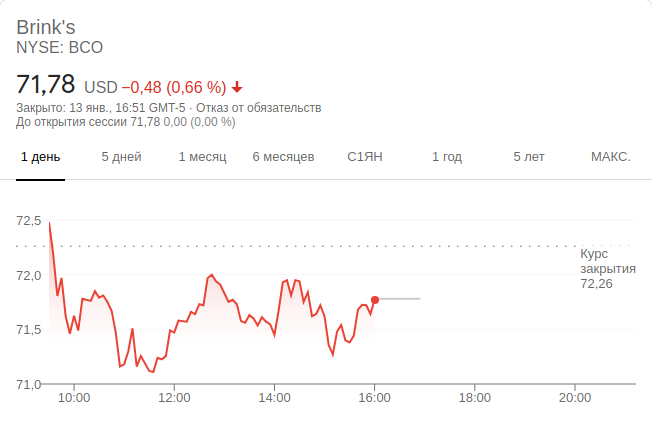 Brink's
NYSE: BCO
71,78 USD −0,48 (0,66 %)
Закрыто: 13 янв., 16:51 GMT-5 · Отказ от обязательств
До открытия сессии 71,78 0,00 (0,00 %)
1 день 5 дней 1 месяц 6 месяцев С1ЯН 1 год 5 лет МАКС.
72,5
Курс
закрытия
72,26
72,0
71,5
71,0
10:00 12:00 14:00 16:00 18:00 20:00